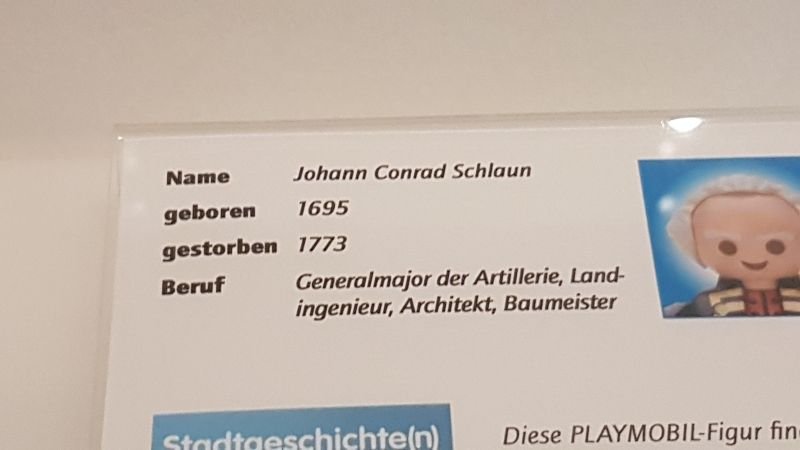 Name Johann Conrad Schlaun
geboren 1695
gestorben 1773
Beruf Generalmajor der Artillerie, Land-
ingenieur, Architekt, Baumeister
Stadtgeschichte(n)
Diese PLAYMOBIL-Figur